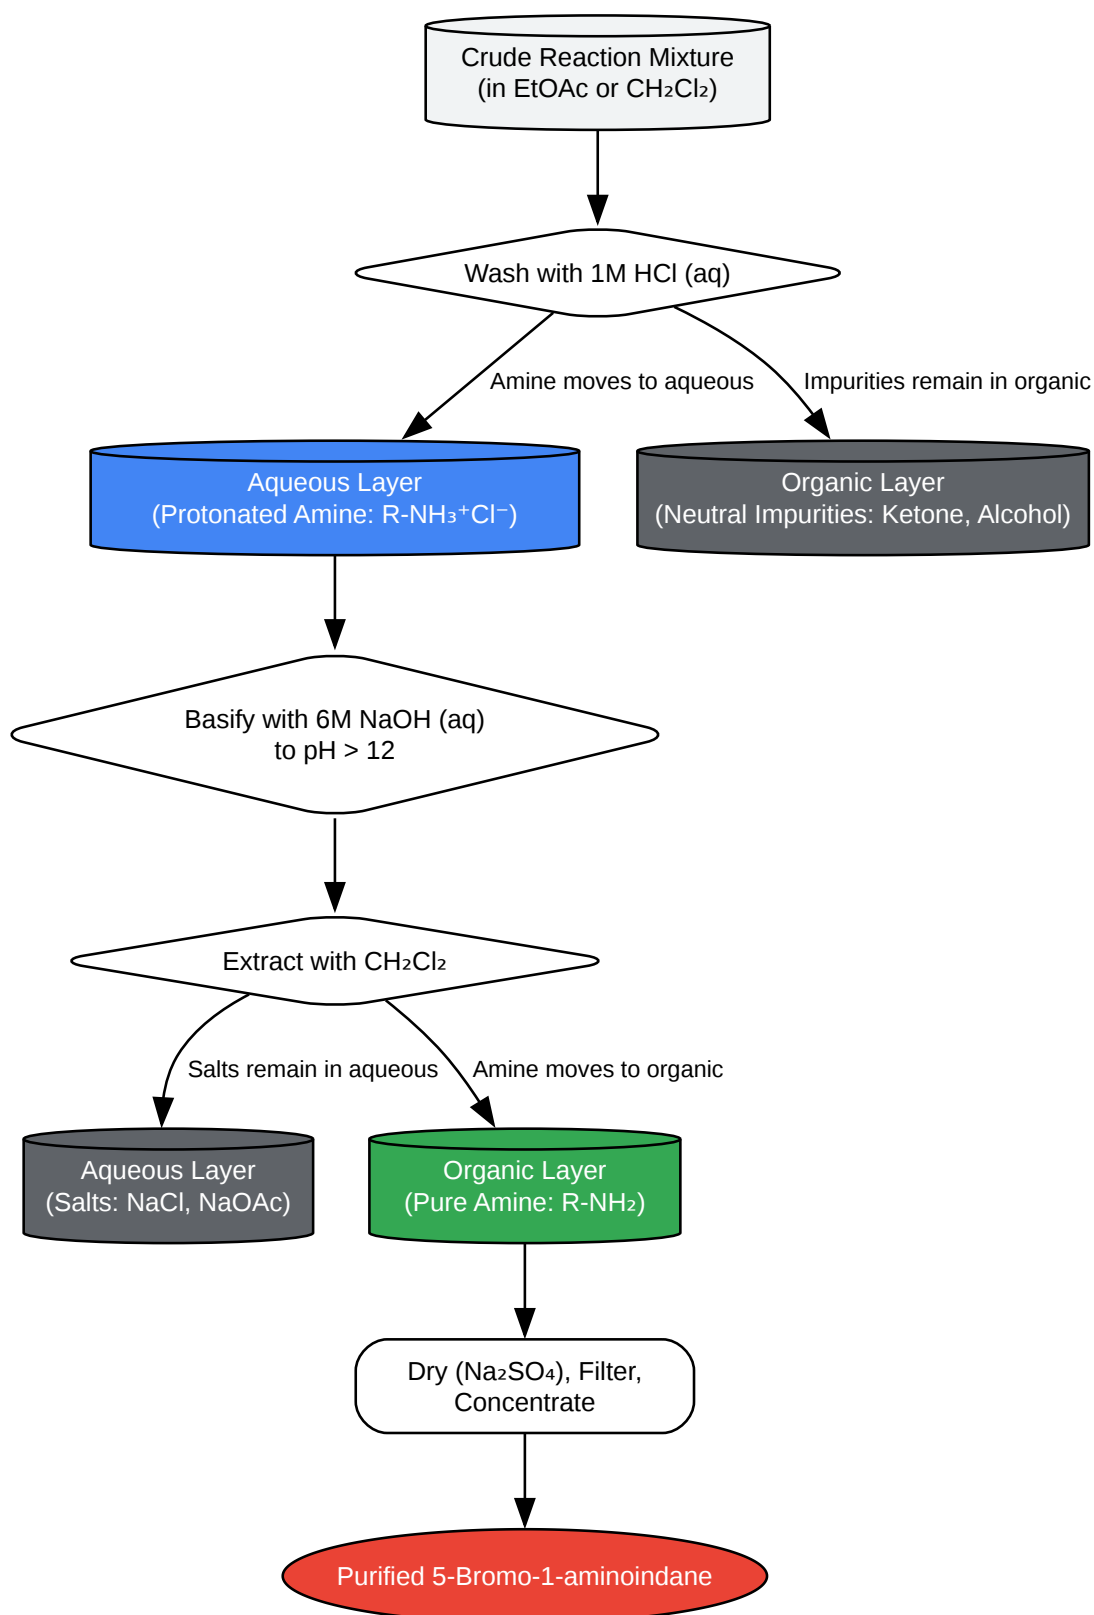 Crude Reaction Mixture
(in EtOAc or CH₂Cl₂)
Wash with 1M HCl (aq)
Amine moves to aqueous
Impurities remain in organic
Aqueous Layer
(Protonated Amine: R-NH₃⁺Cl⁻)
Organic Layer
(Neutral Impurities: Ketone, Alcohol)
Basify with 6M NaOH (aq)
to pH > 12
Extract with CH₂Cl₂
Salts remain in aqueous
Amine moves to organic
Aqueous Layer
(Salts: NaCl, NaOAc)
Organic Layer
(Pure Amine: R-NH₂)
Dry (Na₂SO₄), Filter,
Concentrate
Purified 5-Bromo-1-aminoindane